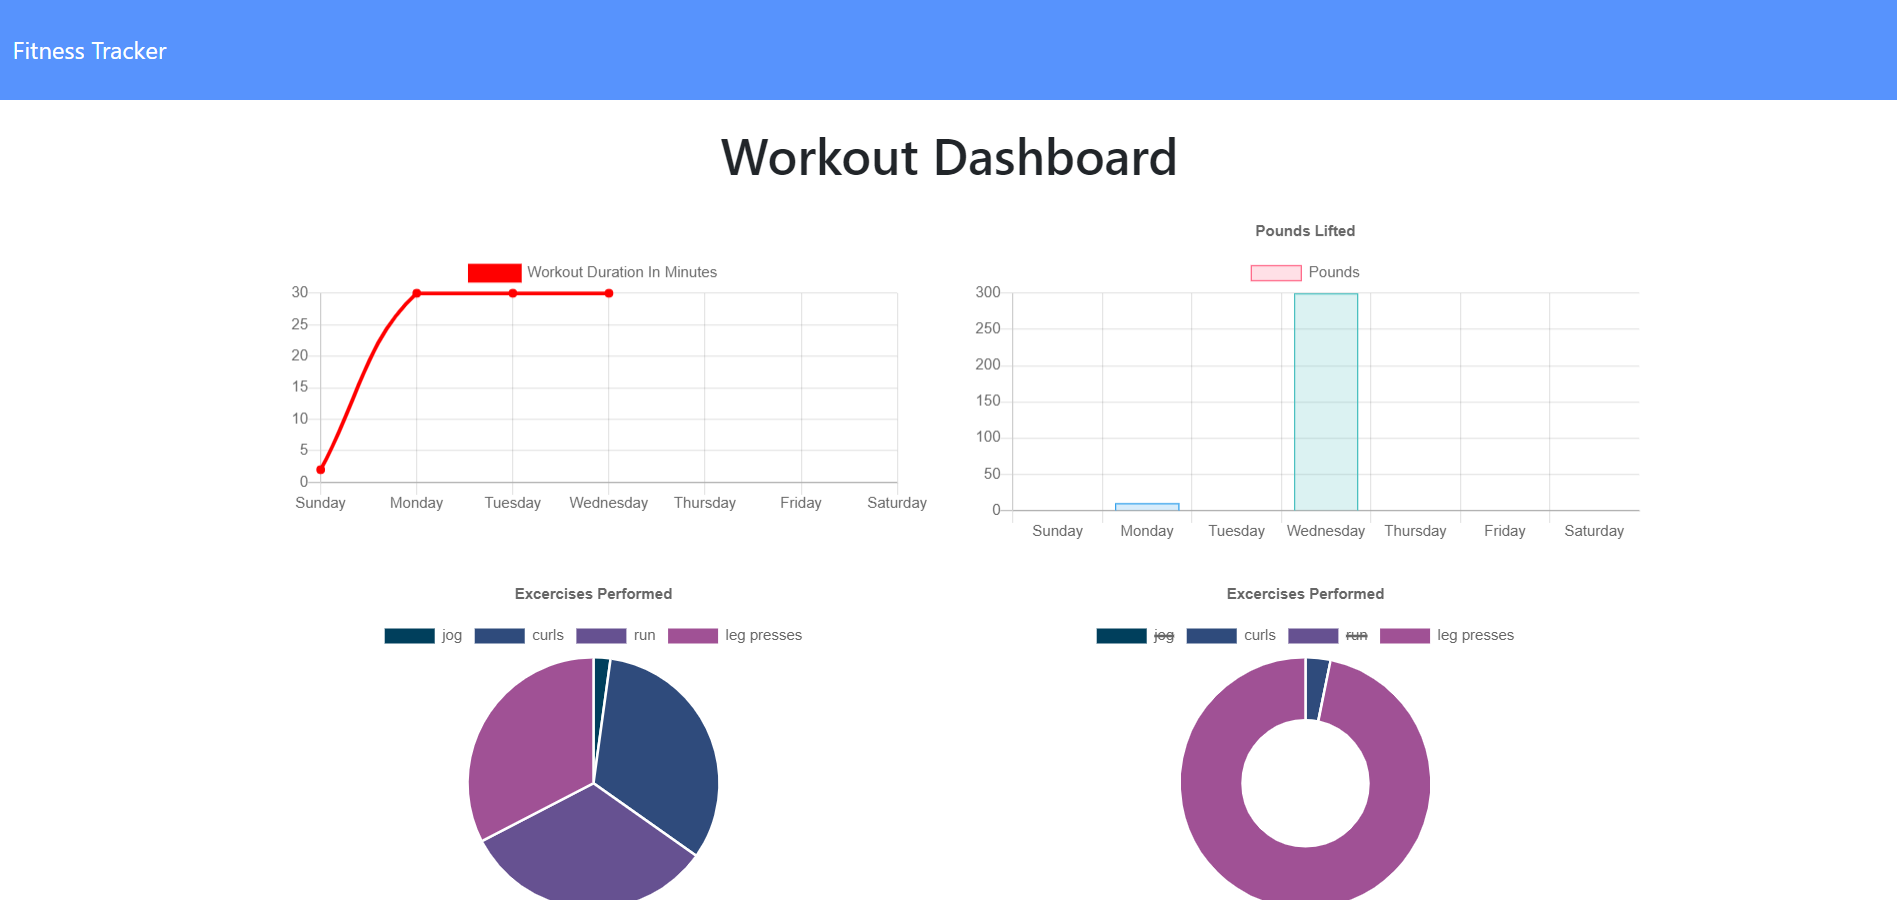 Fitness Tracker
Workout Dashboard
Workout Duration In Minutes
30
25
20
15
10
5
0
Sunday Monday Tuesday Wednesday Thursday Friday Saturday
Pounds Lifted
Pounds
300
250
200
150
100
50
0
Sunday Monday Tuesday Wednesday Thursday Friday Saturday
Excercises Performed
jog curls run leg presses
Excercises Performed
jog curls run leg presses